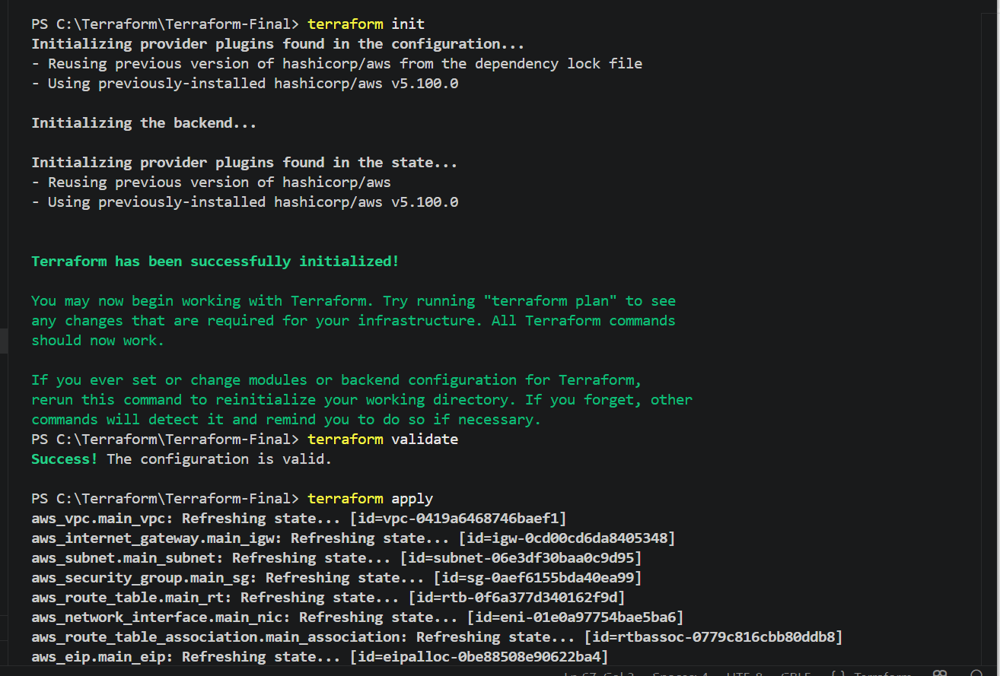 PS C:\Terraform\Terraform-Final> terraform init
Initializing provider plugins found in the configuration...
- Reusing previous version of hashicorp/aws from the dependency lock file
- Using previously-installed hashicorp/aws v5.100.0
Initializing the backend...
Initializing provider plugins found in the state...
- Reusing previous version of hashicorp/aws
- Using previously-installed hashicorp/aws v5.100.0
Terraform has been successfully initialized!
You may now begin working with Terraform. Try running "terraform plan" to see
any changes that are required for your infrastructure. All Terraform commands
should now work.
If you ever set or change modules or backend configuration for Terraform,
rerun this command to reinitialize your working directory. If you forget, other
commands will detect it and remind you to do so if necessary.
PS C:\Terraform\Terraform-Final> terraform validate
Success! The configuration is valid.
PS C:\Terraform\Terraform-Final> terraform apply
aws_vpc.main_vpc: Refreshing state... [id=vpc-0419a6468746baef1]
aws_internet_gateway.main_igw: Refreshing state... [id=igw-0cd00cd6da8405348]
aws_subnet.main_subnet: Refreshing state... [id=subnet-06e3df30baa0c9d95]
aws_security_group.main_sg: Refreshing state... [id=sg-0aef6155bda40ea99]
aws_route_table.main_rt: Refreshing state... [id=rtb-0f6a377d340162f9d]
aws_network_interface.main_nic: Refreshing state... [id=eni-01e0a97754bae5ba6]
aws_route_table_association.main_association: Refreshing state... [id=rtbassoc-0779c816cbb80ddb8]
aws_eip.main_eip: Refreshing state... [id=eipalloc-0be88508e90622ba4]